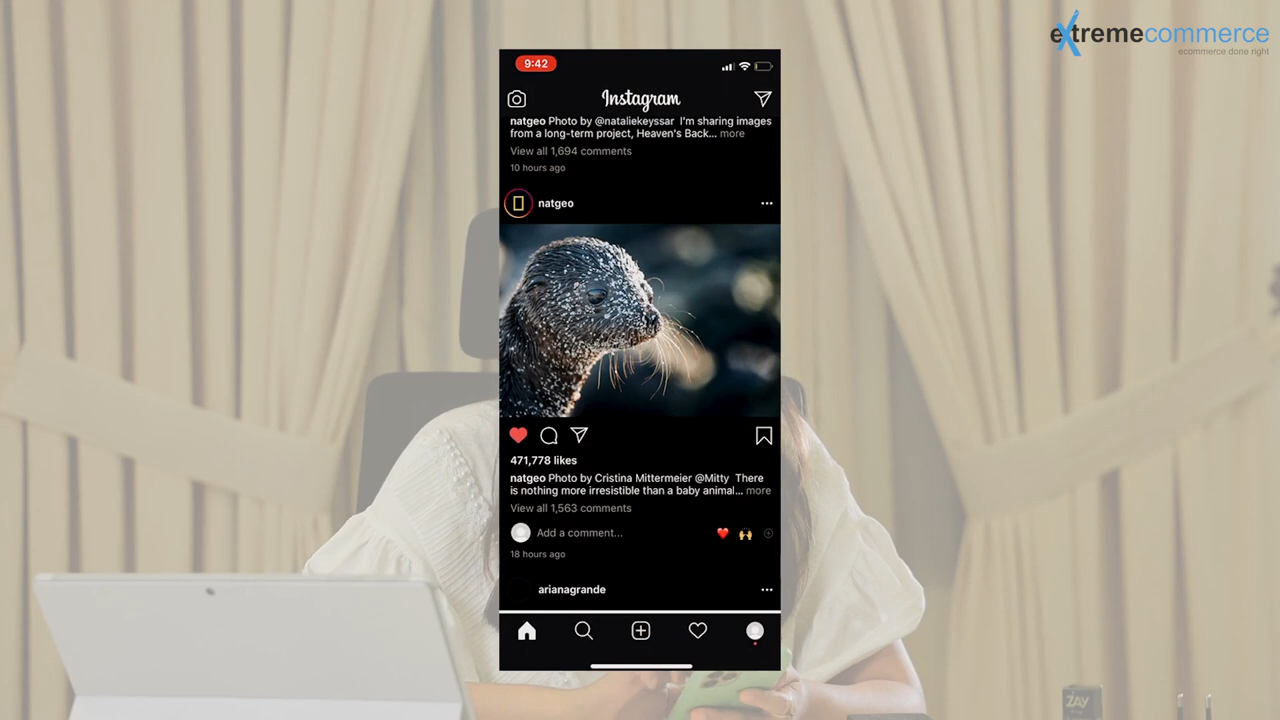 extremecommerce
ecommerce done right
9:42
Instagram
natgeo Photo by @nataliekeyssar I'm sharing images
from a long-term project, Heaven's Back... more
View all 1,694 comments
10 hours ago
natgeo
471,778 likes
natgeo Photo by Cristina Mittermeier @Mitty There
is nothing more irresistible than a baby animal... more
View all 1,563 comments
Add a comment...
18 hours ago
arianagrande
ZAY